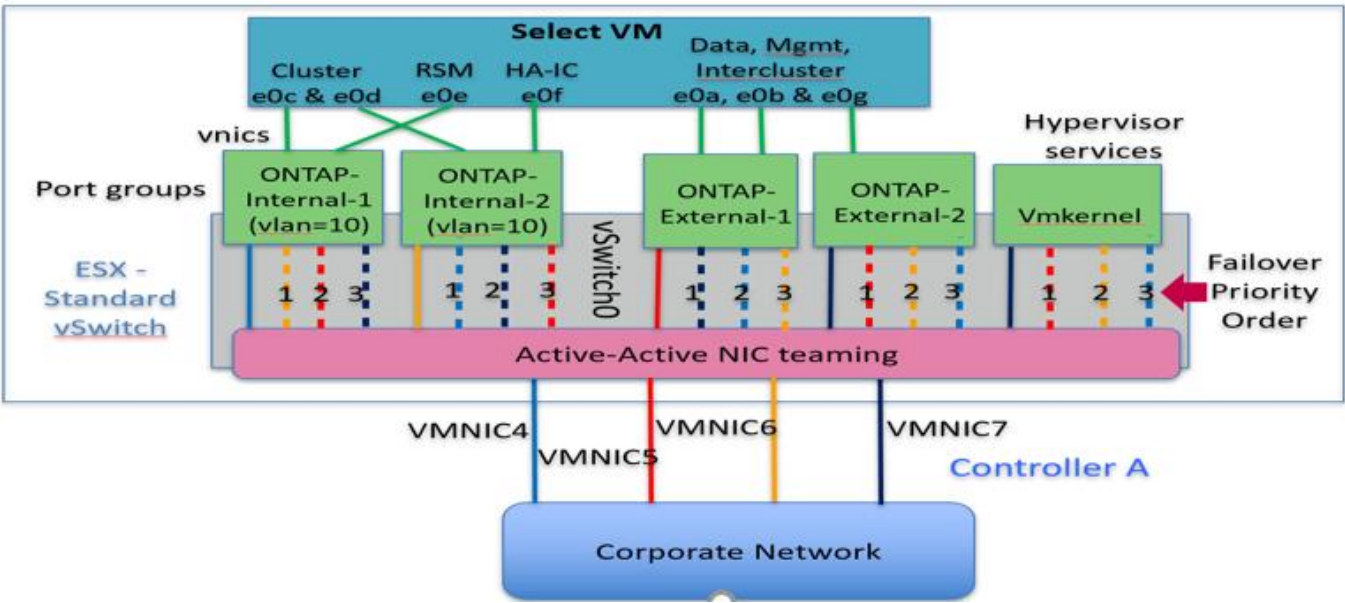 Select VM
Cluster
e0c & e0d
RSM
e0e
HA-IC
e0f
Data, Mgmt,
Intercluster
e0a, e0b & e0g
vnics
Hypervisor
services
Port groups
ONTAP-
Internal-1
(vlan=10)
ONTAP-
Internal-2
(vlan=10)
ONTAP-
External-1
ONTAP-
External-2
Vmkernel
vSwitch0
ESX -
Standard
vSwitch
1 2 3
1 2 3
1 2 3
1 2 3
1 2 3
Failover
Priority
Order
Active-Active NIC teaming
VMNIC4
VMNIC5
VMNIC6
VMNIC7
Controller A
Corporate Network